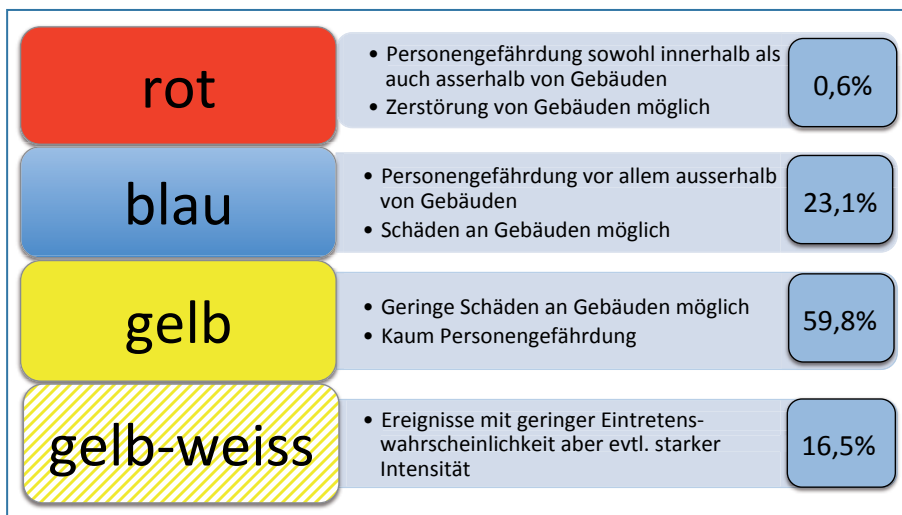 rot
• Personengefährdung sowohl innerhalb als
auch asserhalb von Gebäuden
• Zerstörung von Gebäuden möglich
0,6%
blau
• Personengefährdung vor allem ausserhalb
von Gebäuden
• Schäden an Gebäuden möglich
23,1%
gelb
• Geringe Schäden an Gebäuden möglich
• Kaum Personengefährdung
59,8%
gelb-weiss
• Ereignisse mit geringer Eintretens-
wahrscheinlichkeit aber evtl. starker
Intensität
16,5%